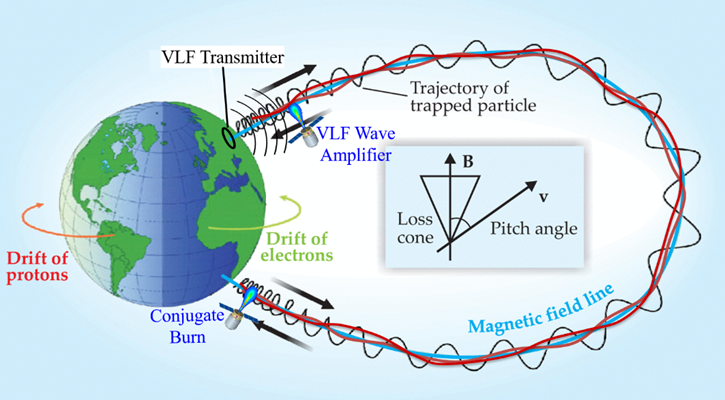 VLF Transmitter
Trajectory of
trapped particle
VLF Wave
Amplifier
B
v
Loss
cone
Pitch angle
Drift of
protons
Drift of
electrons
Conjugate
Burn
Magnetic field line